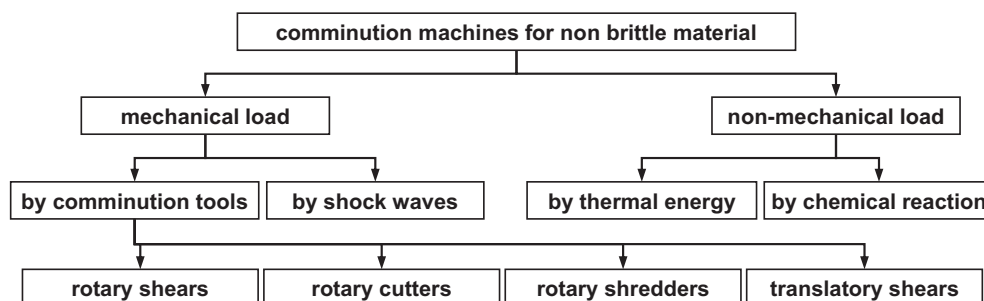 comminution machines for non brittle material
mechanical load
non-mechanical load
by comminution tools
by shock waves
by thermal energy
by chemical reaction
rotary shears
rotary cutters
rotary shredders
translatory shears